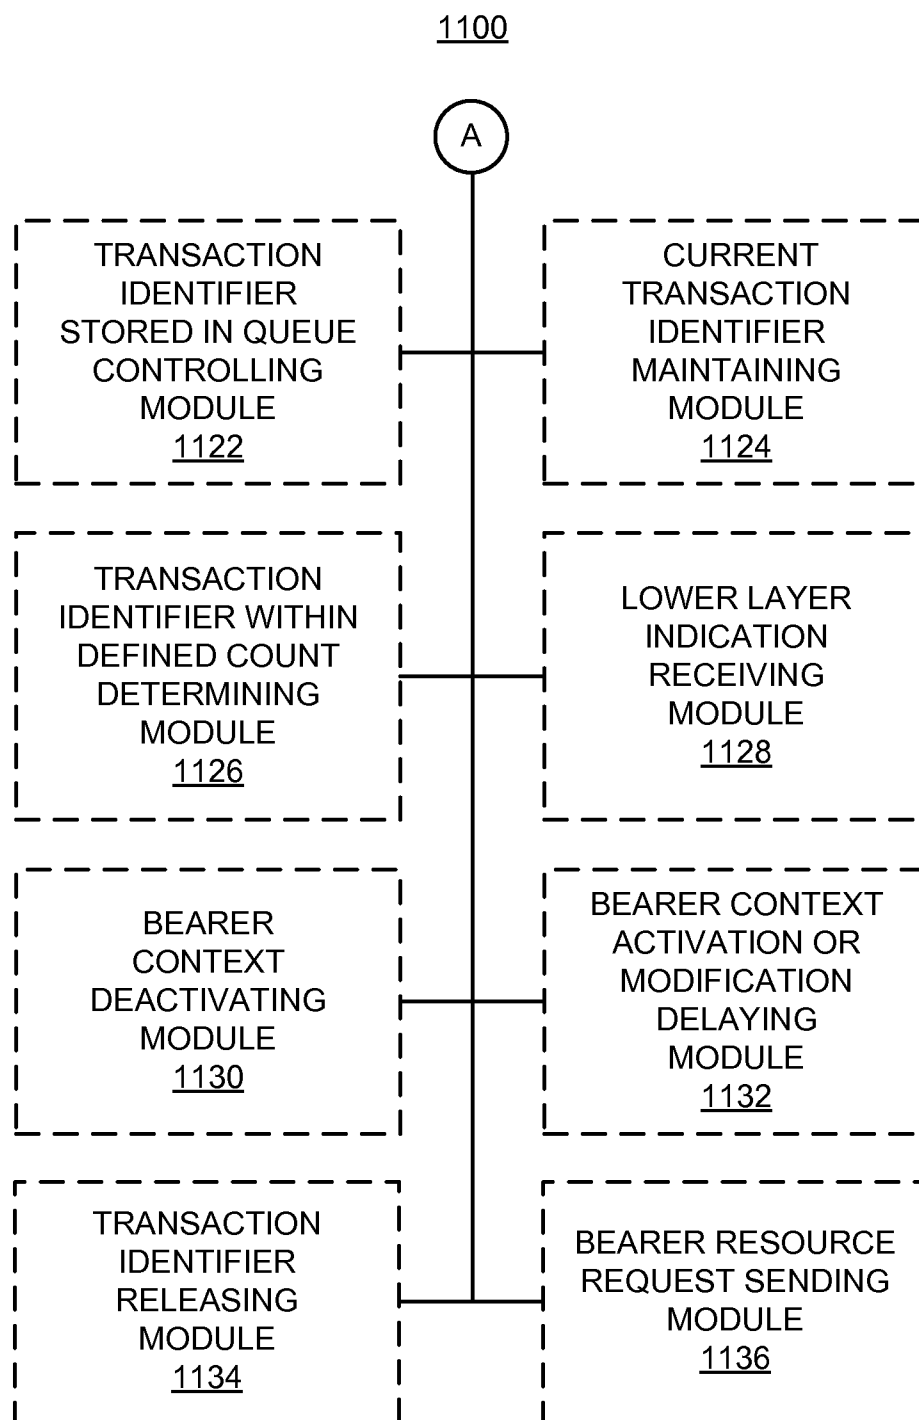 1100
A
TRANSACTION
IDENTIFIER
STORED IN QUEUE
CONTROLLING
MODULE
1122
CURRENT
TRANSACTION
IDENTIFIER
MAINTAINING
MODULE
1124
TRANSACTION
IDENTIFIER WITHIN
DEFINED COUNT
DETERMINING
MODULE
1126
LOWER LAYER
INDICATION
RECEIVING
MODULE
1128
BEARER
CONTEXT
DEACTIVATING
MODULE
1130
BEARER CONTEXT
ACTIVATION OR
MODIFICATION
DELAYING
MODULE
1132
TRANSACTION
IDENTIFIER
RELEASING
MODULE
1134
BEARER RESOURCE
REQUEST SENDING
MODULE
1136